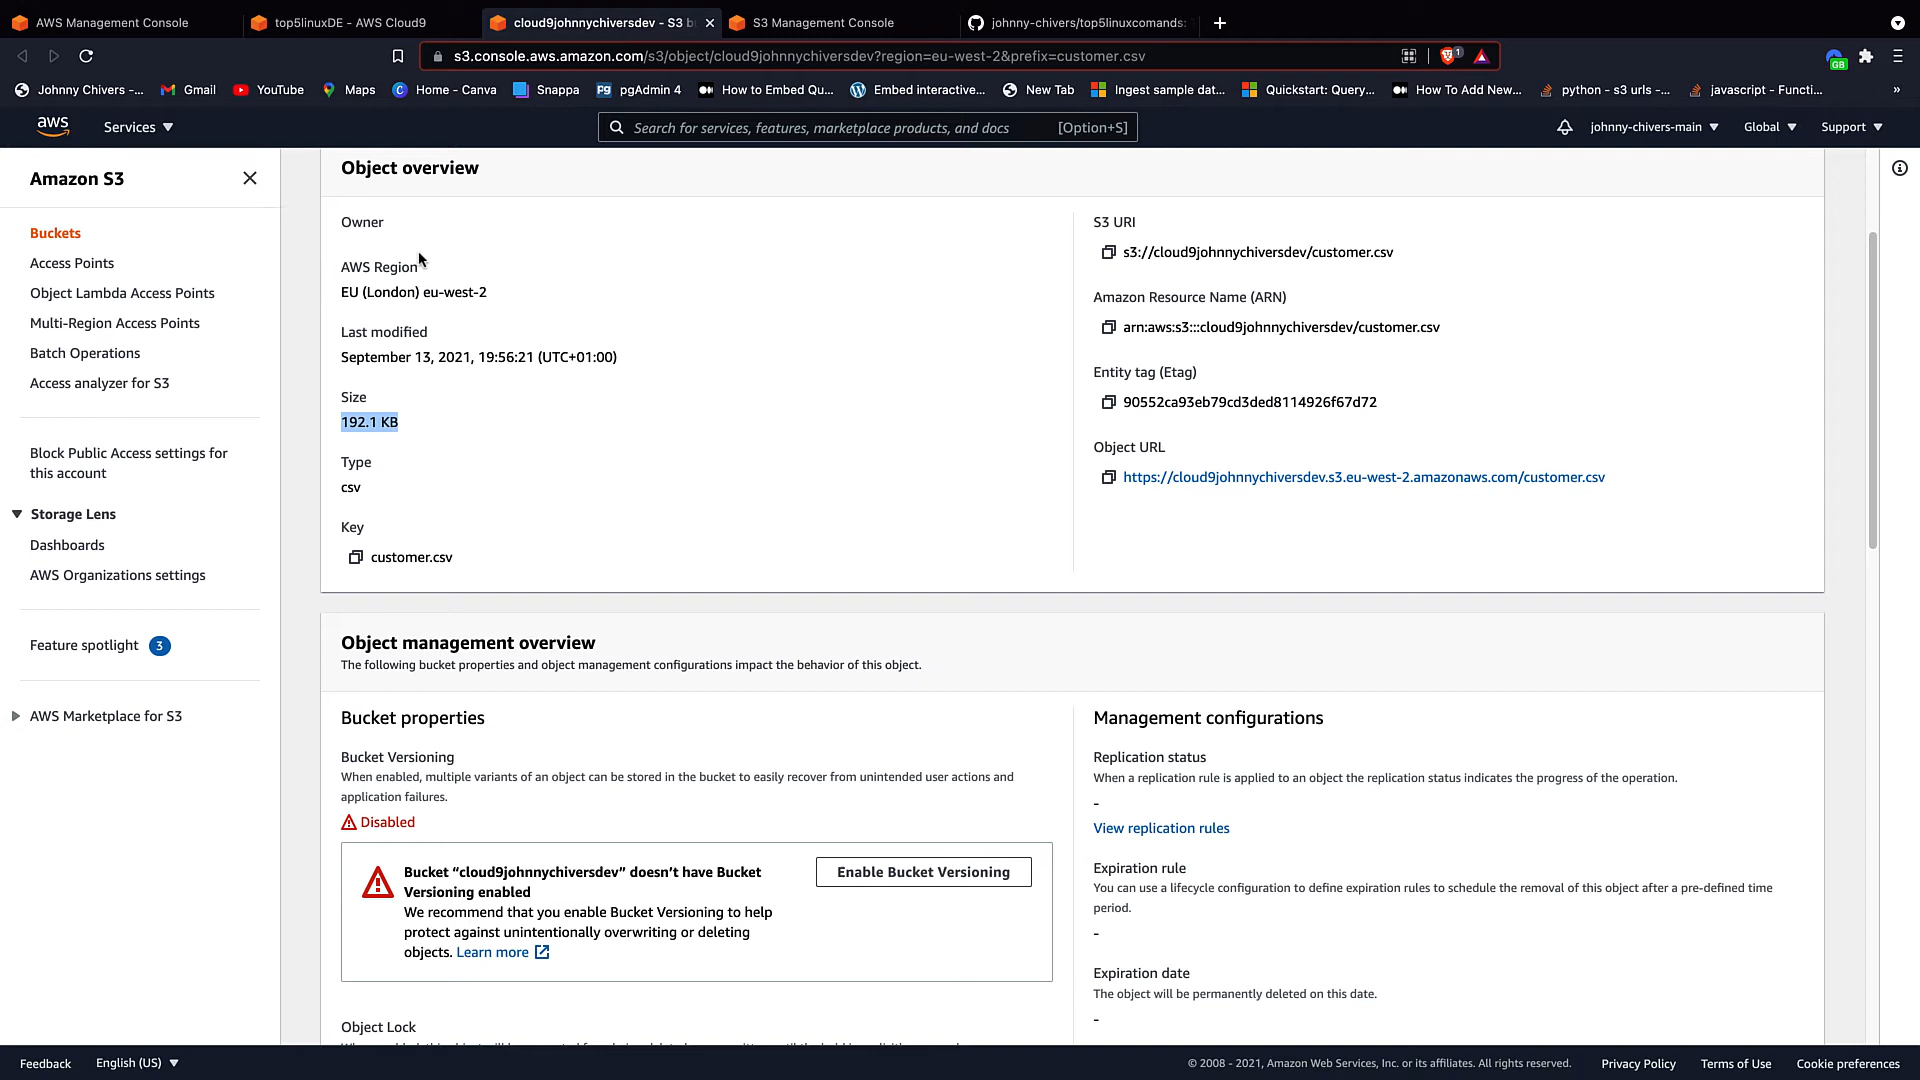 AWS Management Console
top5linuxDE - AWS Cloud9
cloud9johnnychiversdev - S3 b
S3 Management Console
johnny-chivers/top5linuxcomands:
s3.console.aws.amazon.com/s3/object/cloud9johnnychiversdev?region=eu-west-2&prefix=customer.csv
1
GB
Johnny Chivers -...
Gmail
YouTube
Maps
Home - Canva
Snappa
pgAdmin 4
How to Embed Qu...
Embed interactive...
New Tab
Ingest sample dat...
Quickstart: Query...
How To Add New...
python - s3 urls -...
javascript - Functi...
»
aws
Services
Search for services, features, marketplace products, and docs
[Option+S]
johnny-chivers-main
Global
Support
Amazon S3
Buckets
Access Points
Object Lambda Access Points
Multi-Region Access Points
Batch Operations
Access analyzer for S3
Block Public Access settings for
this account
Storage Lens
Dashboards
AWS Organizations settings
Feature spotlight 3
AWS Marketplace for S3
Object overview
Owner
AWS Region
EU (London) eu-west-2
Last modified
September 13, 2021, 19:56:21 (UTC+01:00)
Size
192.1 KB
Type
csv
Key
customer.csv
S3 URI
s3://cloud9johnnychiversdev/customer.csv
Amazon Resource Name (ARN)
arn:aws:s3:::cloud9johnnychiversdev/customer.csv
Entity tag (Etag)
90552ca93eb79cd3ded8114926f67d72
Object URL
https://cloud9johnnychiversdev.s3.eu-west-2.amazonaws.com/customer.csv
Object management overview
The following bucket properties and object management configurations impact the behavior of this object.
Bucket properties
Bucket Versioning
When enabled, multiple variants of an object can be stored in the bucket to easily recover from unintended user actions and
application failures.
Disabled
Bucket “cloud9johnnychiversdev” doesn’t have Bucket
Versioning enabled
We recommend that you enable Bucket Versioning to help
protect against unintentionally overwriting or deleting
objects. Learn more
Enable Bucket Versioning
Object Lock
Management configurations
Replication status
When a replication rule is applied to an object the replication status indicates the progress of the operation.
-
View replication rules
Expiration rule
You can use a lifecycle configuration to define expiration rules to schedule the removal of this object after a pre-defined time
period.
-
Expiration date
The object will be permanently deleted on this date.
-
Feedback
English (US)
© 2008 - 2021, Amazon Web Services, Inc. or its affiliates. All rights reserved.
Privacy Policy
Terms of Use
Cookie preferences